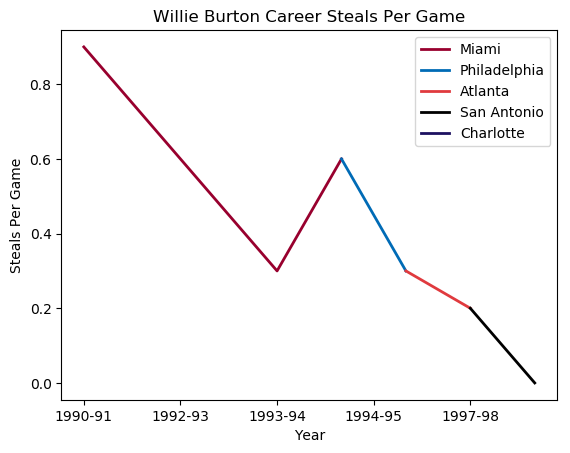 Willie Burton Career Steals Per Game
Miami
Philadelphia
Atlanta
San Antonio
Charlotte
Steals Per Game
0.8
0.6
0.4
0.2
0.0
1990-91 1992-93 1993-94 1994-95 1997-98
Year